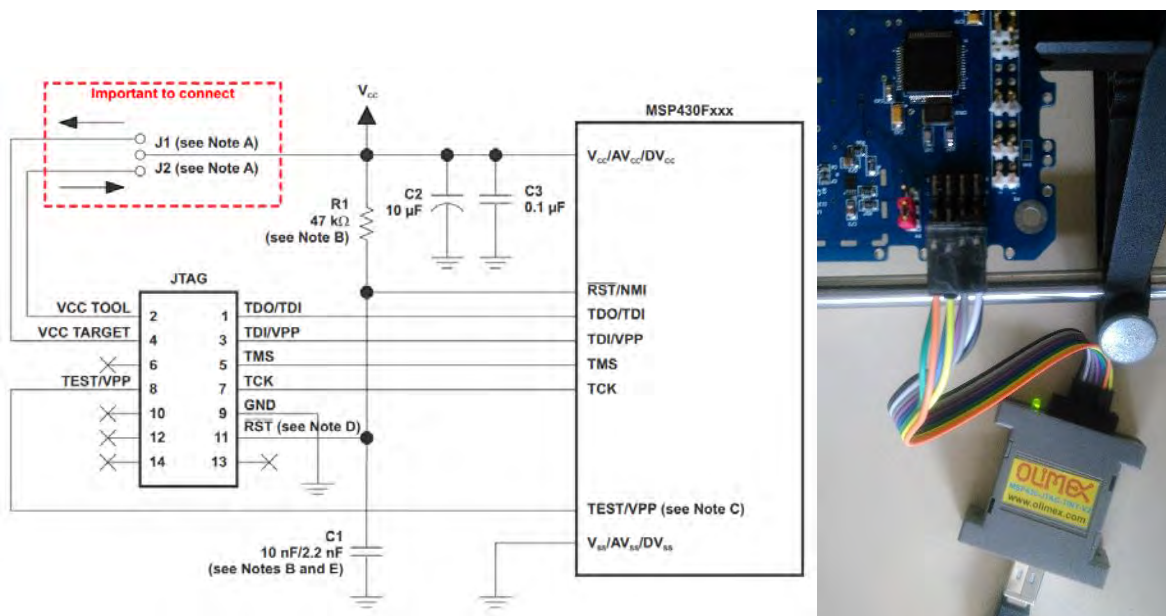 Important to connect
J1 (see Note A)
J2 (see Note A)
VCC
R1
47 kΩ
(see Note B)
C2
10 µF
C3
0.1 µF
MSP430Fxxx
VCC/AVCC/DVCC
RST/NMI
TDO/TDI
TDI/VPP
TMS
TCK
TEST/VPP (see Note C)
VSS/AVSS/DVSS
JTAG
VCC TOOL
2
1
TDO/TDI
VCC TARGET
4
3
TDI/VPP
6
5
TMS
TEST/VPP
8
7
TCK
10
9
GND
12
11
RST (see Note D)
14
13
C1
10 nF/2.2 nF
(see Notes B and E)
OLIMEX
MSP430-JTAG-TINY-V2
www.olimex.com